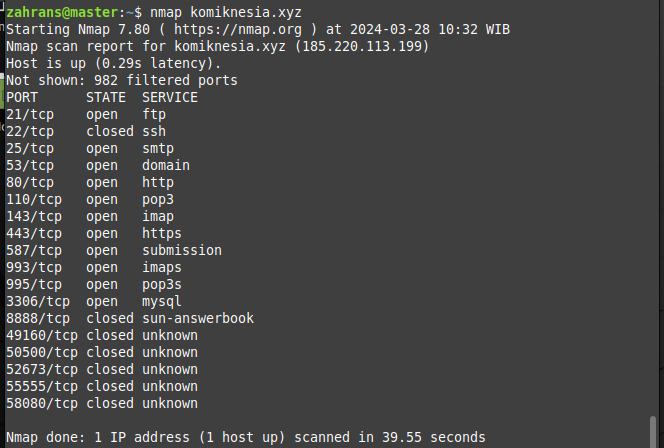 zahrans@master:~$ nmap komiknesia.xyz
Starting Nmap 7.80 ( https://nmap.org ) at 2024-03-28 10:32 WIB
Nmap scan report for komiknesia.xyz (185.220.113.199)
Host is up (0.29s latency).
Not shown: 982 filtered ports
PORT      STATE  SERVICE
21/tcp    open   ftp
22/tcp    closed ssh
25/tcp    open   smtp
53/tcp    open   domain
80/tcp    open   http
110/tcp   open   pop3
143/tcp   open   imap
443/tcp   open   https
587/tcp   open   submission
993/tcp   open   imaps
995/tcp   open   pop3s
3306/tcp  open   mysql
8888/tcp  closed sun-answerbook
49160/tcp closed unknown
50500/tcp closed unknown
52673/tcp closed unknown
55555/tcp closed unknown
58080/tcp closed unknown
Nmap done: 1 IP address (1 host up) scanned in 39.55 seconds